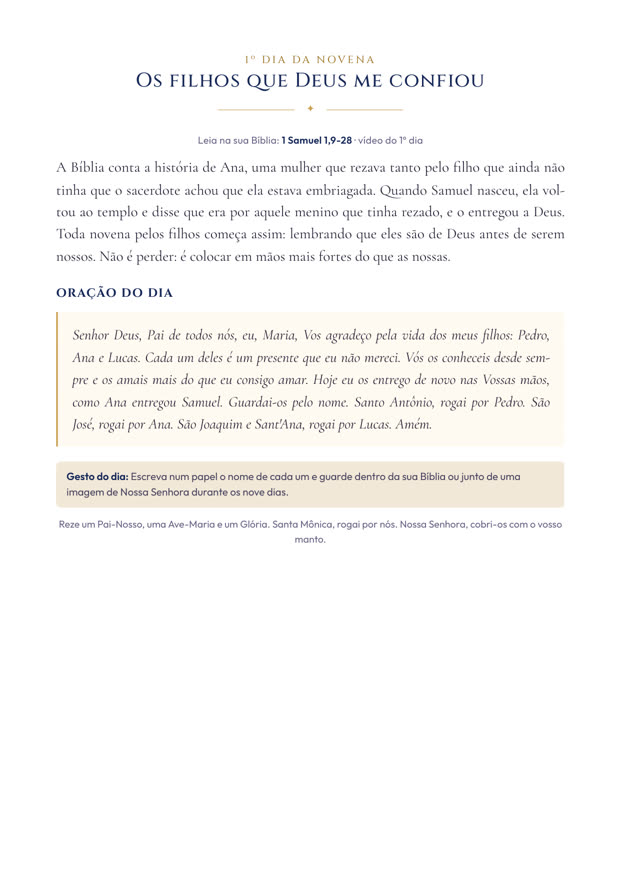 1º DIA DA NOVENA
Os filhos que Deus me confiou
Leia na sua Bíblia: 1 Samuel 1,9-28 · vídeo do 1º dia
A Bíblia conta a história de Ana, uma mulher que rezava tanto pelo filho que ainda não
tinha que o sacerdote achou que ela estava embriagada. Quando Samuel nasceu, ela vol-
tou ao templo e disse que era por aquele menino que tinha rezado, e o entregou a Deus.
Toda novena pelos filhos começa assim: lembrando que eles são de Deus antes de serem
nossos. Não é perder: é colocar em mãos mais fortes do que as nossas.
ORAÇÃO DO DIA
Senhor Deus, Pai de todos nós, eu, Maria, Vos agradeço pela vida dos meus filhos: Pedro,
Ana e Lucas. Cada um deles é um presente que eu não mereci. Vós os conheceis desde sem-
pre e os amais mais do que eu consigo amar. Hoje eu os entrego de novo nas Vossas mãos,
como Ana entregou Samuel. Guardai-os pelo nome. Santo Antônio, rogai por Pedro. São
José, rogai por Ana. São Joaquim e Sant'Ana, rogai por Lucas. Amém.
Gesto do dia: Escreva num papel o nome de cada um e guarde dentro da sua Bíblia ou junto de uma
imagem de Nossa Senhora durante os nove dias.
Reze um Pai-Nosso, uma Ave-Maria e um Glória. Santa Mônica, rogai por nós. Nossa Senhora, cobri-os com o vosso
manto.